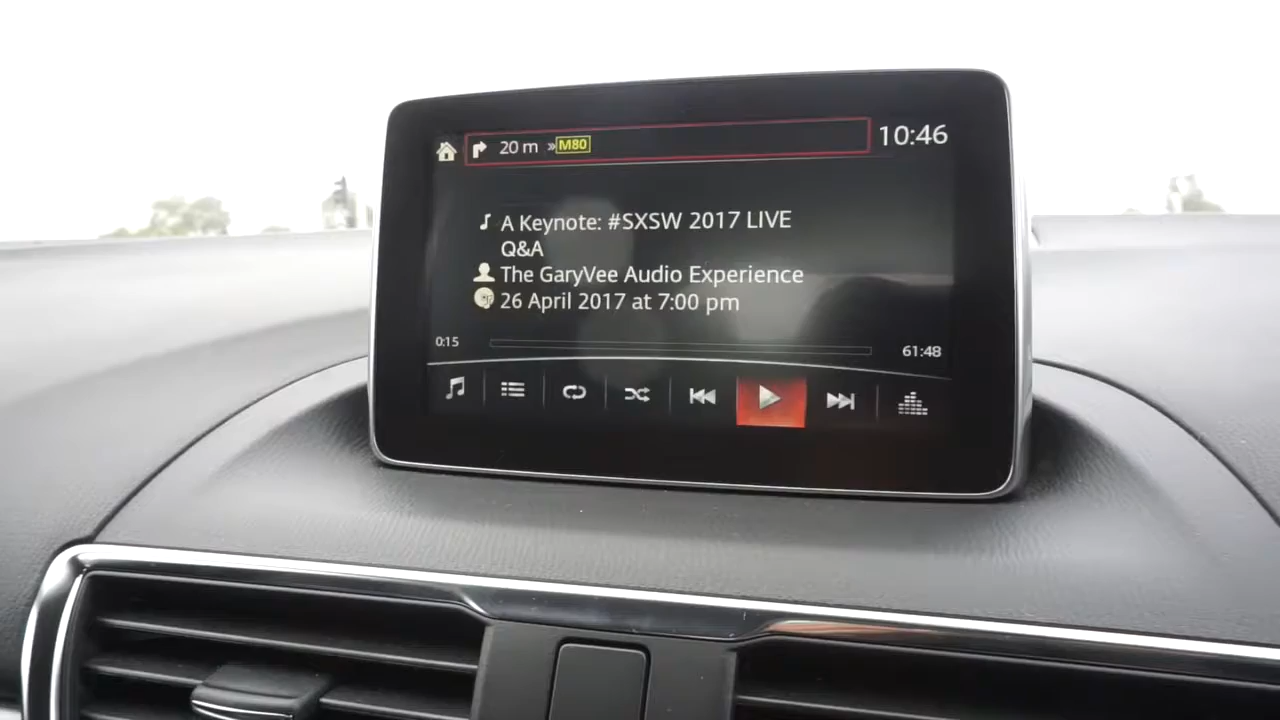 20 m » M80
10:46
A Keynote: #SXSW 2017 LIVE
Q&A
The GaryVee Audio Experience
26 April 2017 at 7:00 pm
0:15
61:48